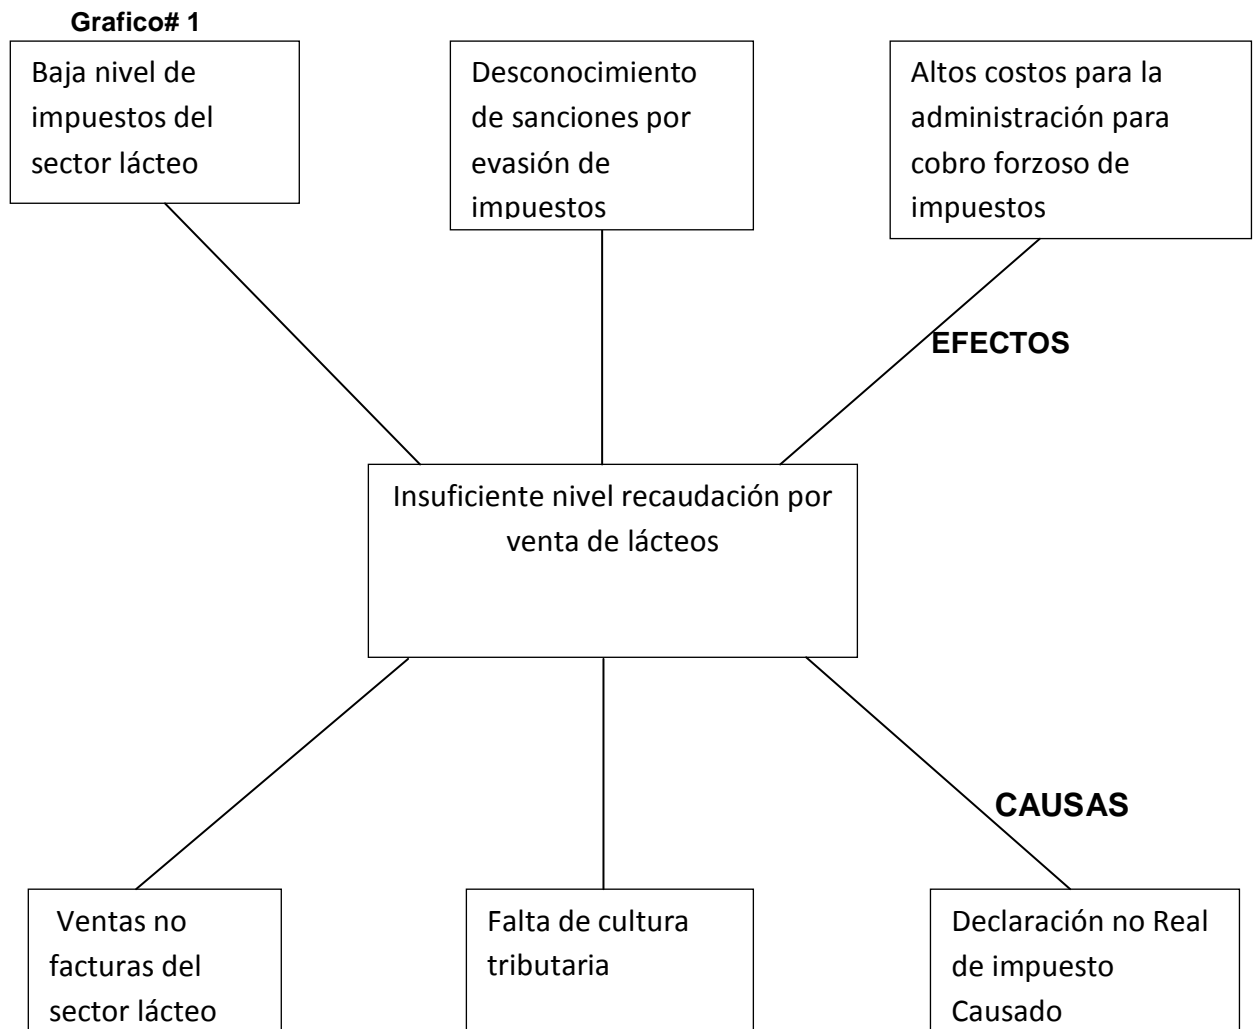 Grafico# 1
Baja nivel de
impuestos del
sector lácteo
Desconocimiento
de sanciones por
evasión de
impuestos
Altos costos para la
administración para
cobro forzoso de
impuestos
EFECTOS
Insuficiente nivel recaudación por
venta de lácteos
CAUSAS
Ventas no
facturas del
sector lácteo
Falta de cultura
tributaria
Declaración no Real
de impuesto
Causado